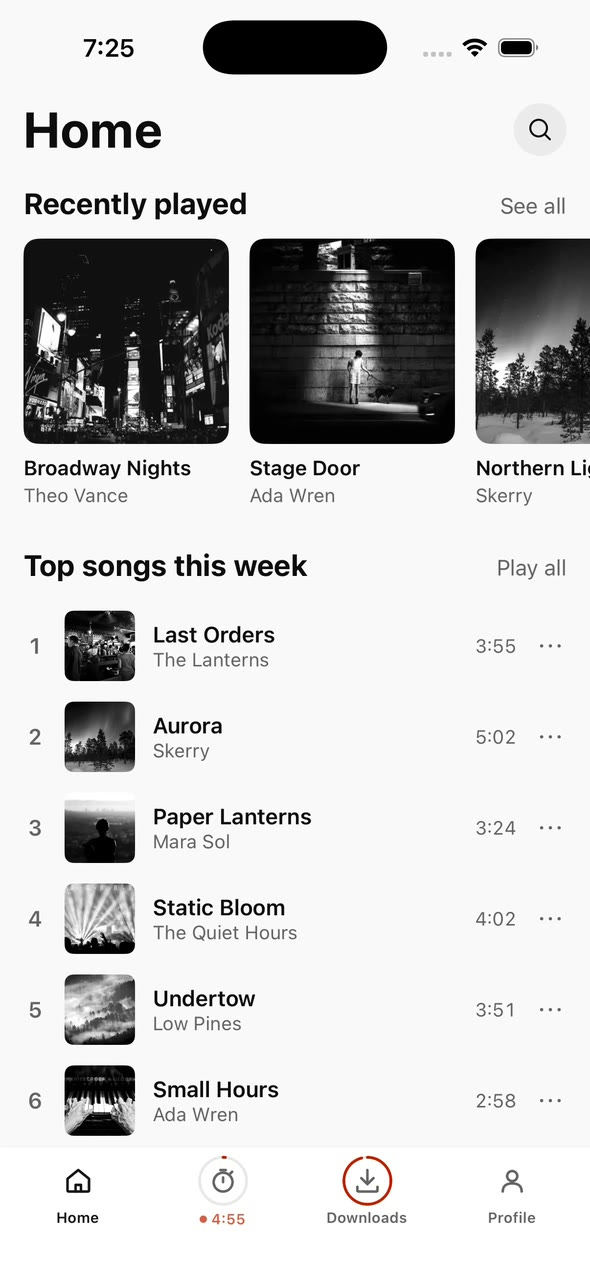 7:25
Home
Recently played
See all
Broadway Nights
Stage Door
Northern Lig
Theo Vance
Ada Wren
Skerry
Top songs this week
Play all
1
Last Orders
The Lanterns
3:55
2
Aurora
Skerry
5:02
3
Paper Lanterns
Mara Sol
3:24
4
Static Bloom
The Quiet Hours
4:02
5
Undertow
Low Pines
3:51
6
Small Hours
Ada Wren
2:58
Home
4:55
Downloads
Profile